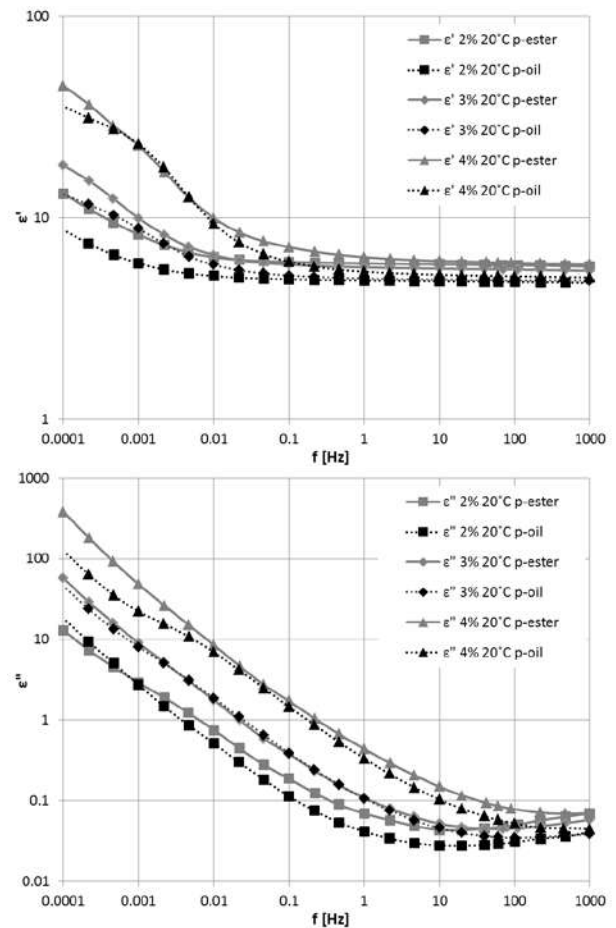 100
10
1
ε'
0.0001 0.001 0.01 0.1 1 10 100 1000
f [Hz]
ε' 2% 20°C p-ester
ε' 2% 20°C p-oil
ε' 3% 20°C p-ester
ε' 3% 20°C p-oil
ε' 4% 20°C p-ester
ε' 4% 20°C p-oil
1000
100
10
1
0.1
0.01
ε"
0.0001 0.001 0.01 0.1 1 10 100 1000
f [Hz]
ε" 2% 20°C p-ester
ε" 2% 20°C p-oil
ε" 3% 20°C p-ester
ε" 3% 20°C p-oil
ε" 4% 20°C p-ester
ε" 4% 20°C p-oil